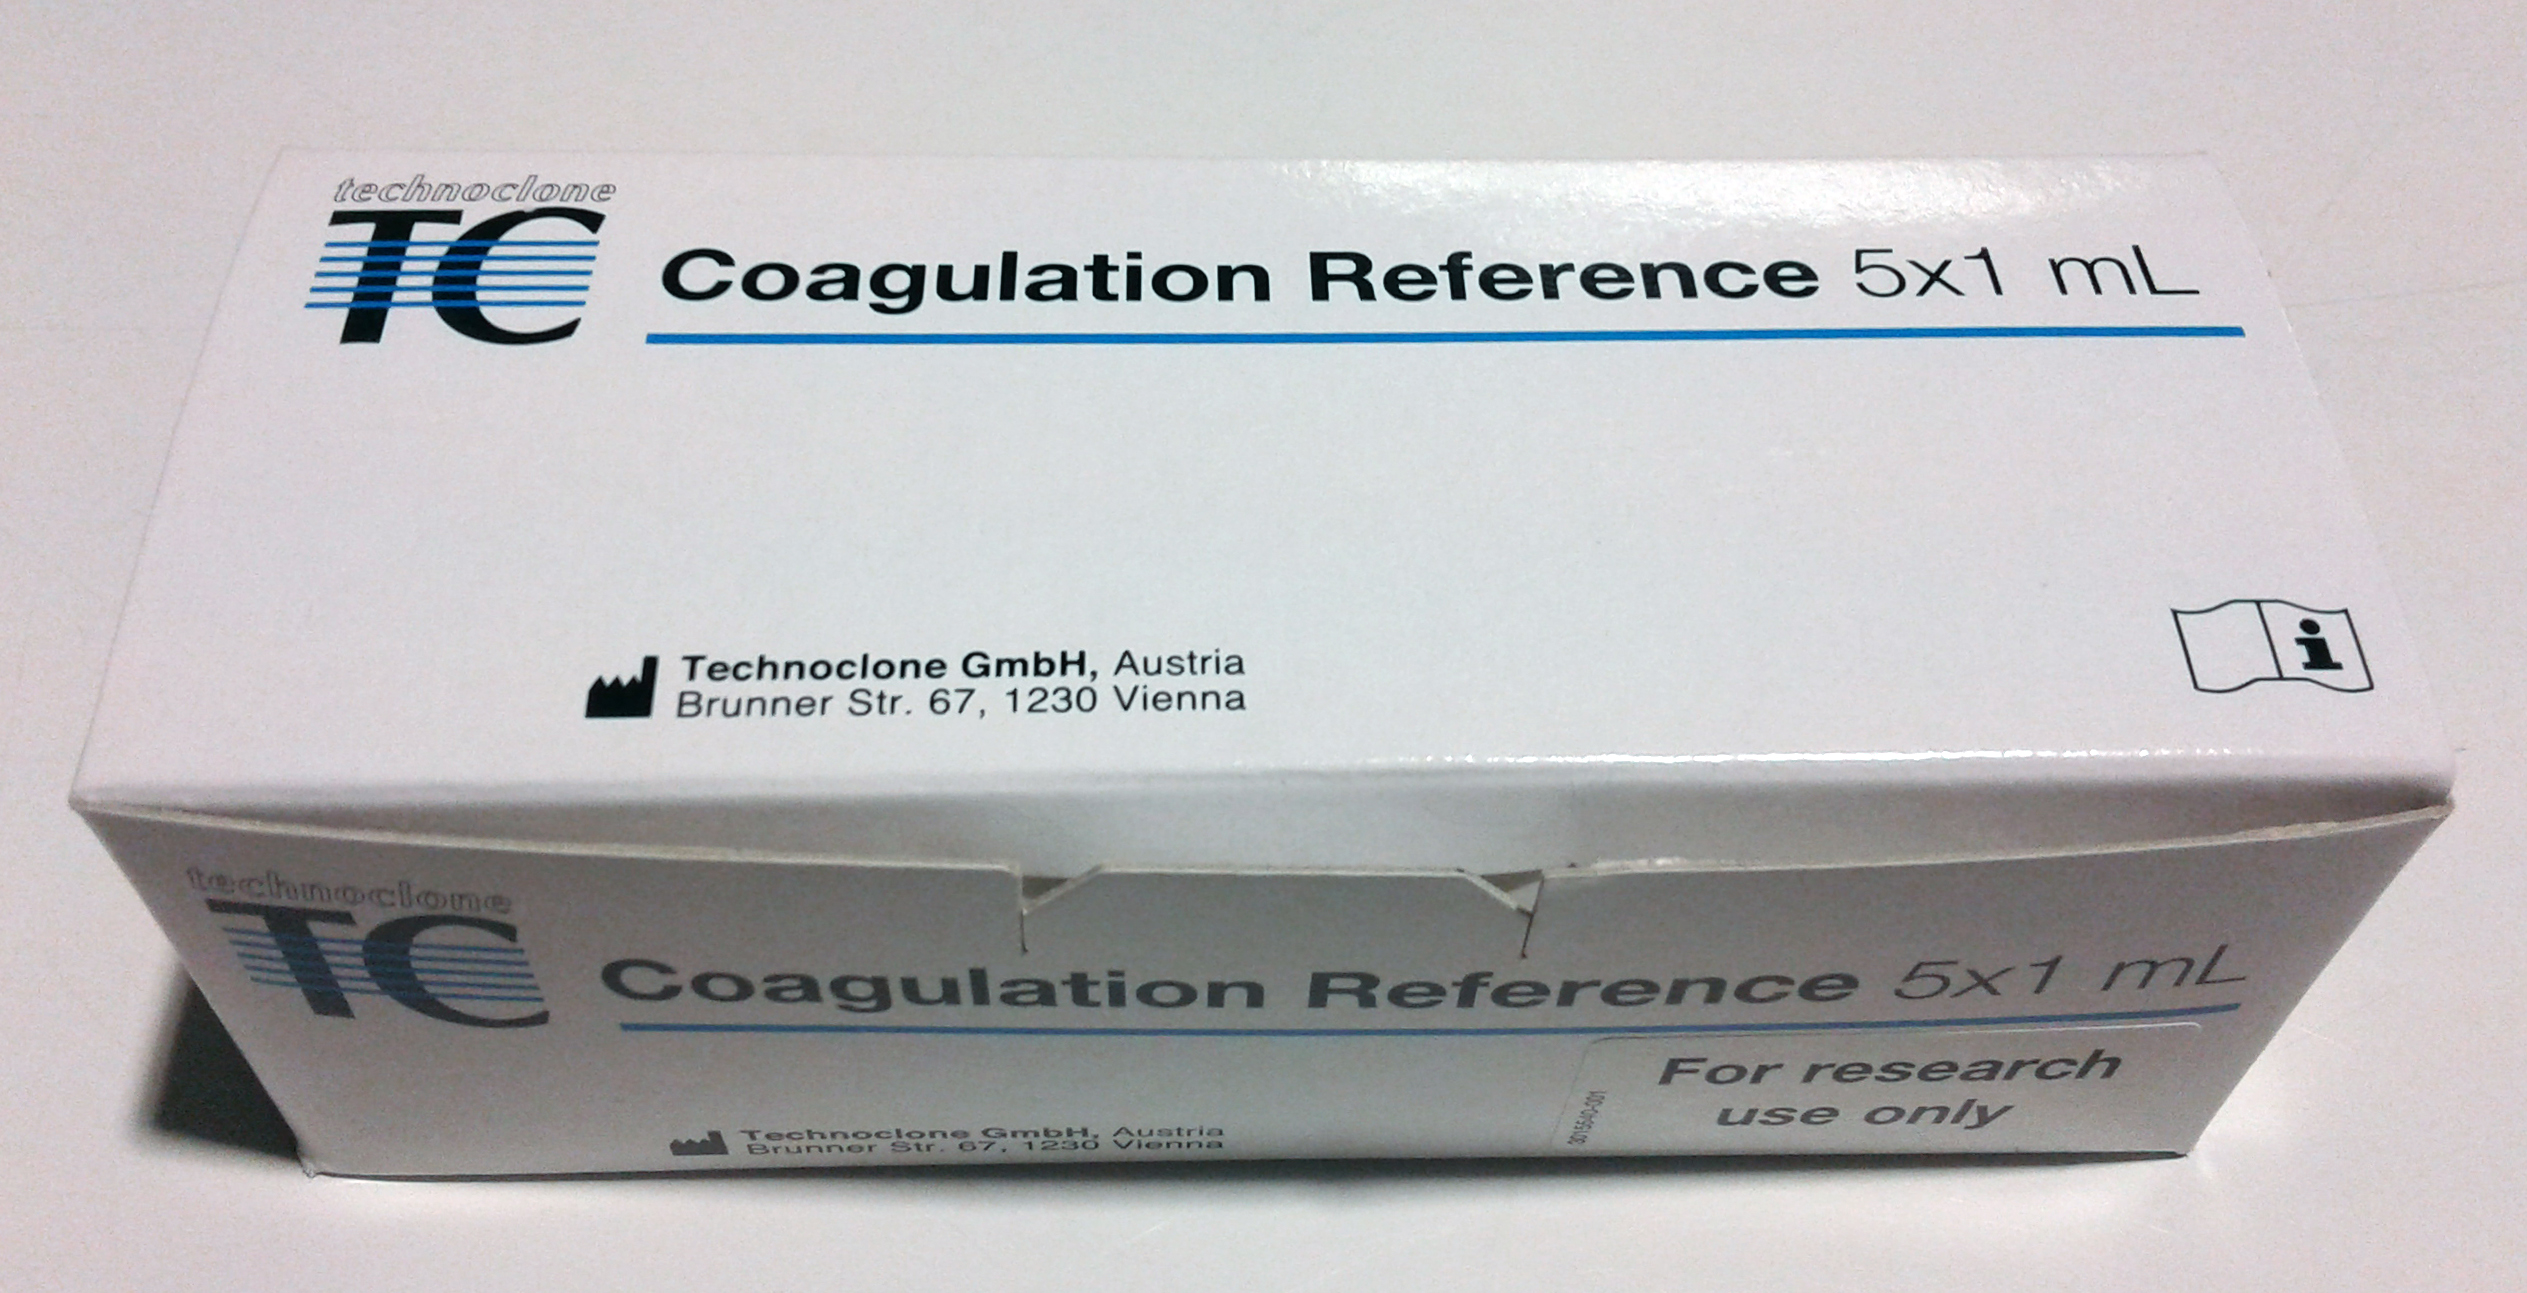 technoclone
TC
Coagulation Reference 5x1 mL
Technoclone GmbH, Austria
Brunner Str. 67, 1230 Vienna
i
technoclone
TC
Coagulation Reference 5x1 mL
For research
use only
Technoclone GmbH, Austria
Brunner Str. 67, 1230 Vienna